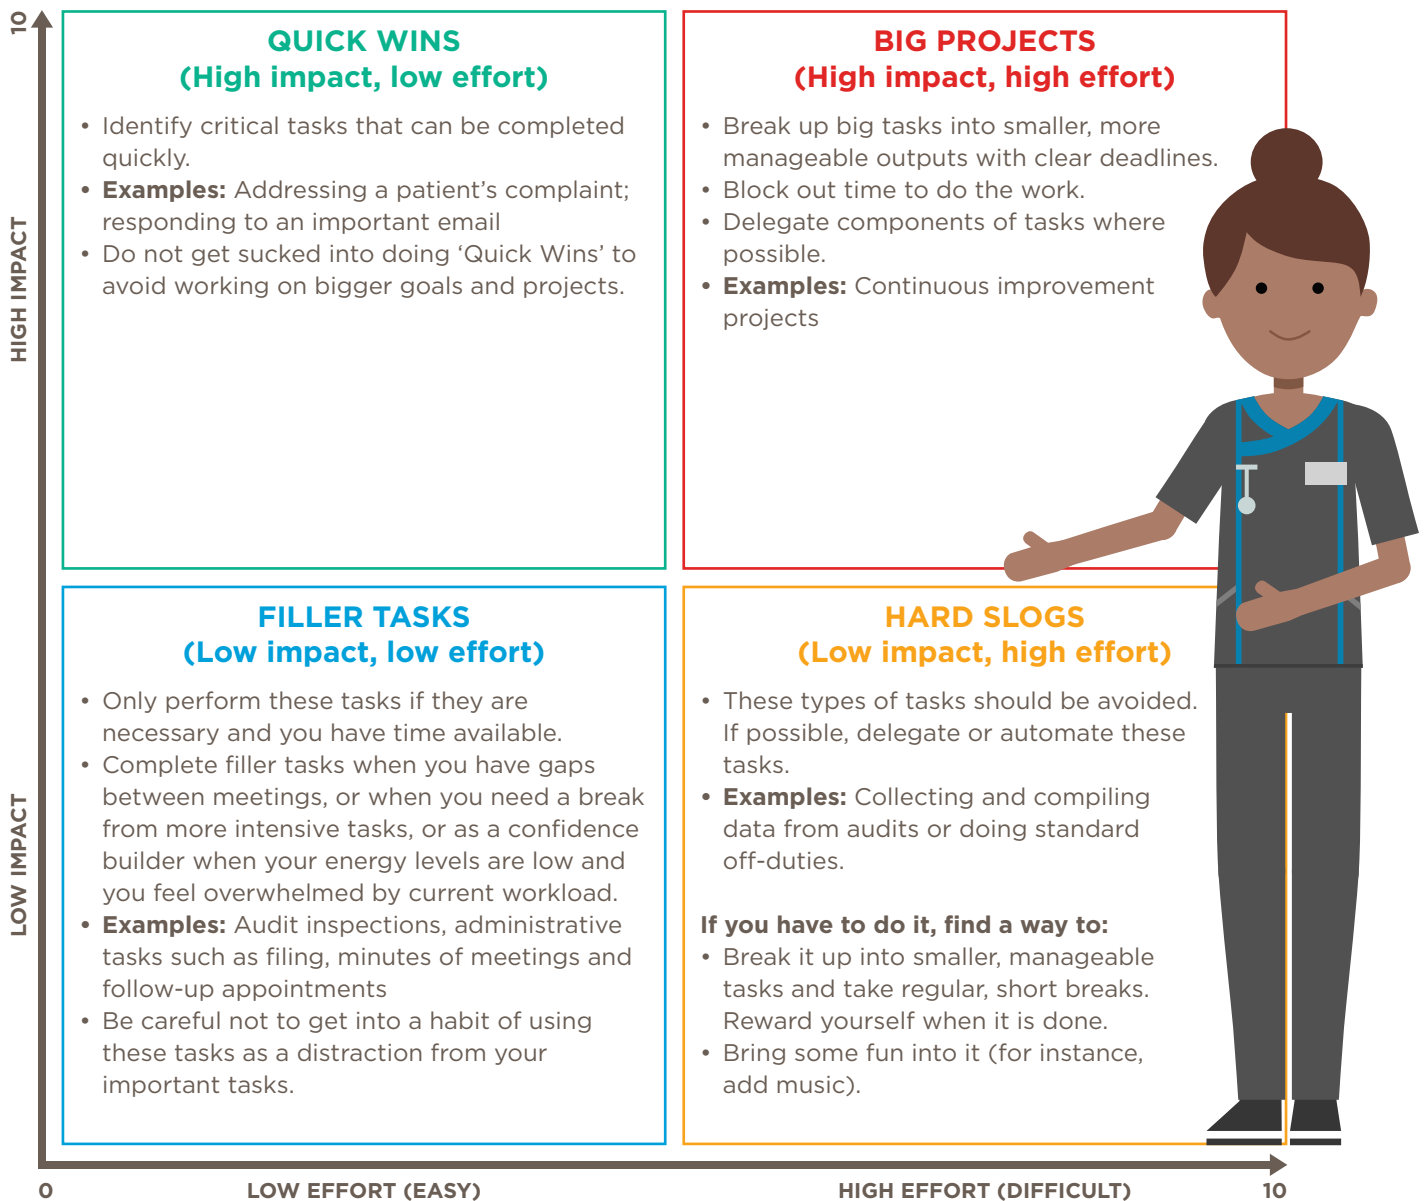 10
HIGH IMPACT
LOW IMPACT
QUICK WINS
(High impact, low effort)
• Identify critical tasks that can be completed
quickly.
• Examples: Addressing a patient’s complaint;
responding to an important email
• Do not get sucked into doing ‘Quick Wins’ to
avoid working on bigger goals and projects.
BIG PROJECTS
(High impact, high effort)
• Break up big tasks into smaller, more
manageable outputs with clear deadlines.
• Block out time to do the work.
• Delegate components of tasks where
possible.
• Examples: Continuous improvement
projects
FILLER TASKS
(Low impact, low effort)
• Only perform these tasks if they are
necessary and you have time available.
• Complete filler tasks when you have gaps
between meetings, or when you need a break
from more intensive tasks, or as a confidence
builder when your energy levels are low and
you feel overwhelmed by current workload.
• Examples: Audit inspections, administrative
tasks such as filing, minutes of meetings and
follow-up appointments
• Be careful not to get into a habit of using
these tasks as a distraction from your
important tasks.
HARD SLOGS
(Low impact, high effort)
• These types of tasks should be avoided.
If possible, delegate or automate these
tasks.
• Examples: Collecting and compiling
data from audits or doing standard
off-duties.
If you have to do it, find a way to:
• Break it up into smaller, manageable
tasks and take regular, short breaks.
Reward yourself when it is done.
• Bring some fun into it (for instance,
add music).
0
LOW EFFORT (EASY)
HIGH EFFORT (DIFFICULT)
10